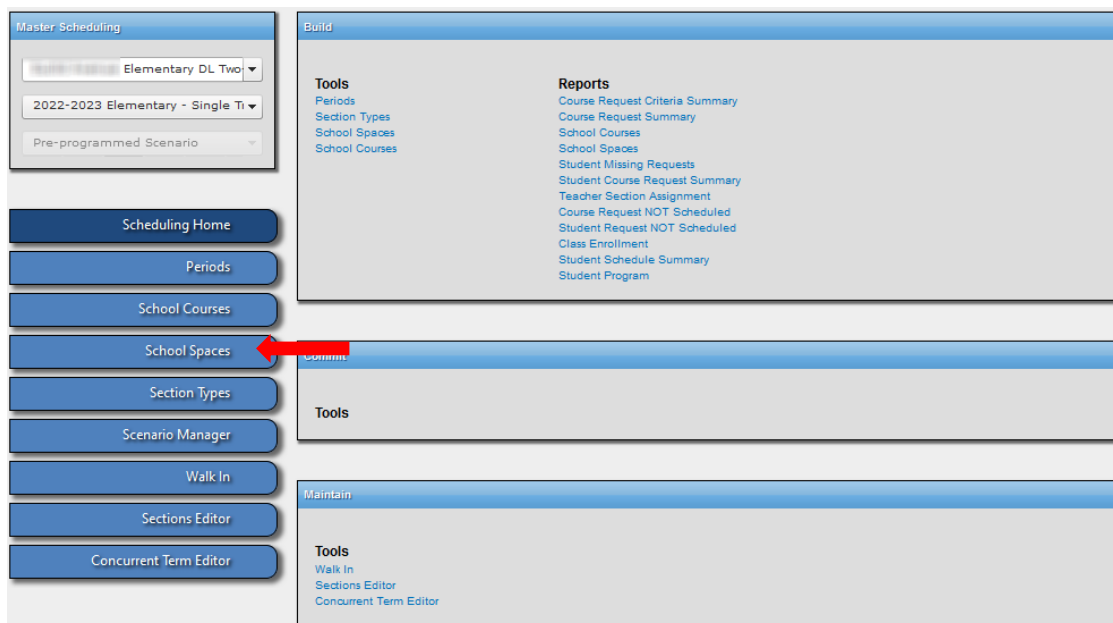 Master Scheduling
Elementary DL Two-
2022-2023 Elementary - Single Tr
Pre-programmed Scenario
Scheduling Home
Periods
School Courses
School Spaces
Section Types
Scenario Manager
Walk In
Sections Editor
Concurrent Term Editor
Build
Tools
Periods
Section Types
School Spaces
School Courses
Reports
Course Request Criteria Summary
Course Request Summary
School Courses
School Spaces
Student Missing Requests
Student Course Request Summary
Teacher Section Assignment
Course Request NOT Scheduled
Student Request NOT Scheduled
Class Enrollment
Student Schedule Summary
Student Program
Commit
Tools
Maintain
Tools
Walk In
Sections Editor
Concurrent Term Editor